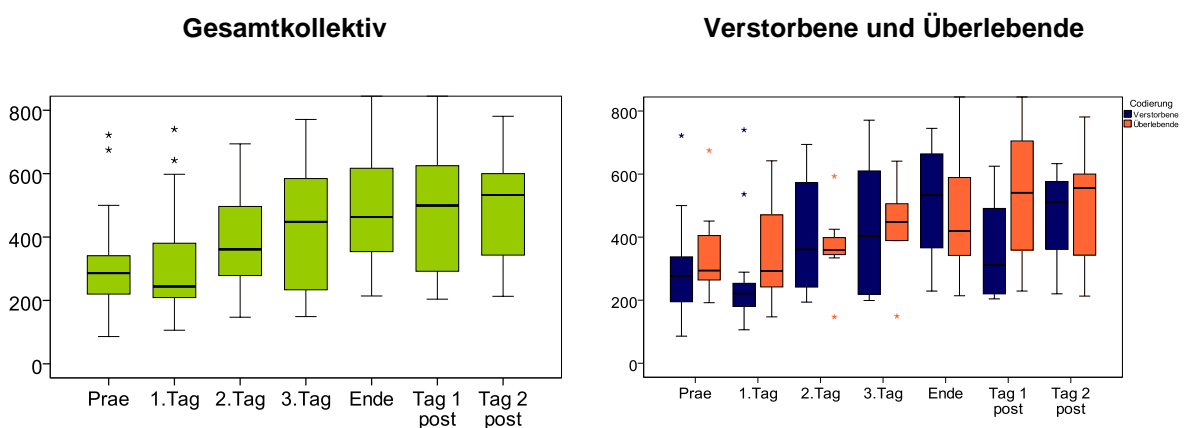 Gesamtkollektiv
800
600
400
200
0
Prae 1.Tag 2.Tag 3.Tag Ende Tag 1 Tag 2
post post
Verstorbene und Überlebende
800
600
400
200
0
Prae 1.Tag 2.Tag 3.Tag Ende Tag 1 Tag 2
post post
Codierung
Verstorbene
Überlebende